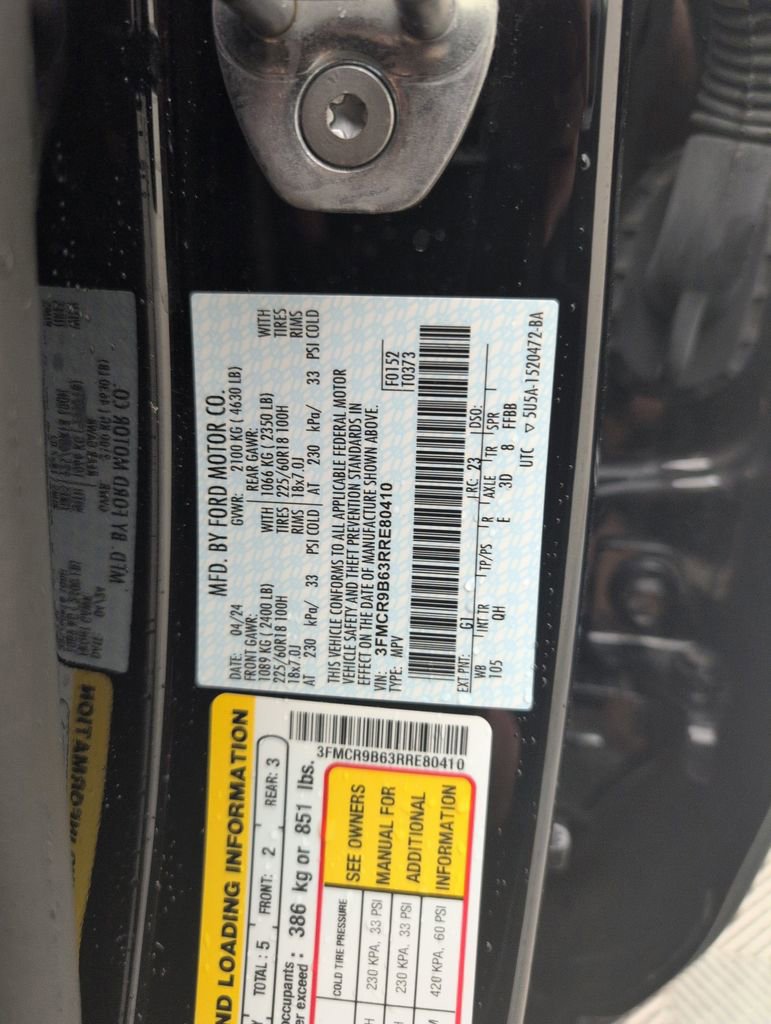 MFD. BY FORD MOTOR CO.
DATE: 04/24 GVWR: 2100 KG (4630 LB)
FRONT GAWR: REAR GAWR:
1089 KG (2400 LB) WITH 1066 KG (2350 LB) WITH
225/60R18 100H TIRES 225/60R18 100H TIRES
18x7.0J RIMS 18x7.0J RIMS
AT 230 kPa/ 33 PSI COLD AT 230 kPa/ 33 PSI COLD
THIS VEHICLE CONFORMS TO ALL APPLICABLE FEDERAL MOTOR
VEHICLE SAFETY AND THEFT PREVENTION STANDARDS IN
EFFECT ON THE DATE OF MANUFACTURE SHOWN ABOVE.
VIN: 3FMCR9B63RRE80410 F0152
TYPE: MPV T0373
EXT PNT: G1 RC: 23 DSO:
WB INT TR TP/PS R AXLE TR SPR
105 QH E 3D 8 FFBB
UTC ▽5U5A-1520472-BA
ND LOADING INFORMATION
TOTAL: 5 FRONT: 2 REAR: 3
occupants
er exceed: 386 kg or 851 lbs.
3FMCR9B63RRE80410
COLD TIRE PRESSURE
230 KPA, 33 PSI
230 KPA, 33 PSI
420 KPA, 60 PSI
SEE OWNERS
MANUAL FOR
ADDITIONAL
INFORMATION